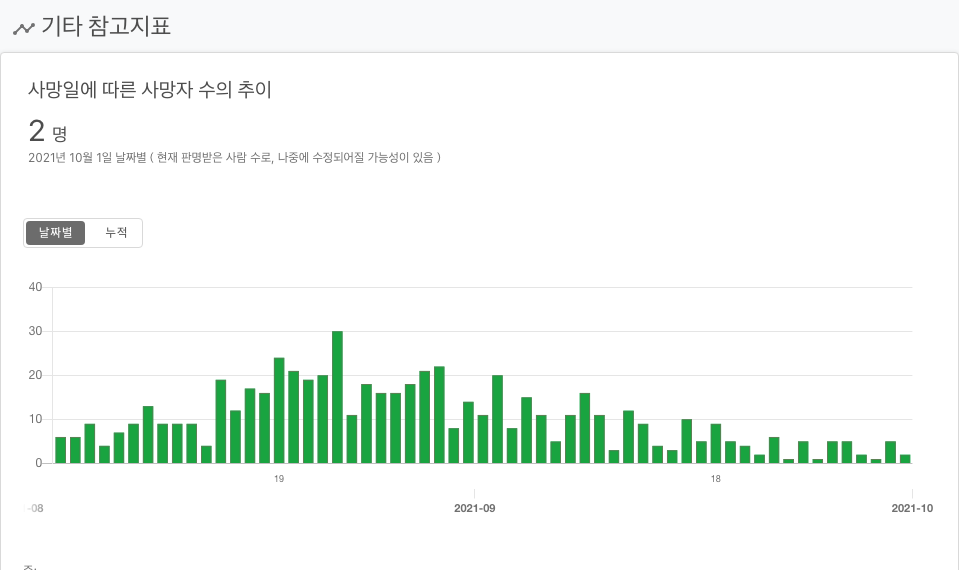 기타 참고지표
사망일에 따른 사망자 수의 추이
2 명
2021년 10월 1일 날짜별 ( 현재 판명받은 사람 수로, 나중에 수정되어질 가능성이 있음 )
날짜별 누적
40
30
20
10
0
19 18
-08 2021-09 2021-10